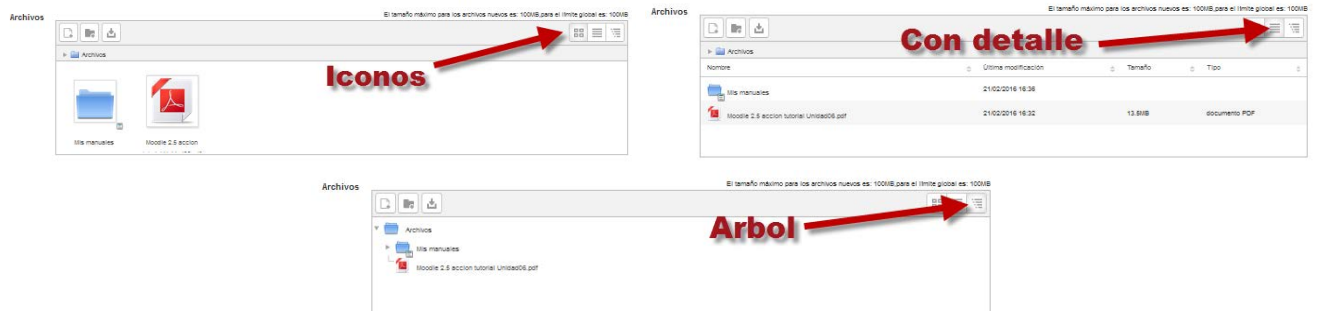 Archivos
El tamaño máximo para los archivos nuevos es: 100MB,para el límite global es: 100MB
Archivos
Iconos
Mis manuales
Moodle 2.5 accion
Archivos
El tamaño máximo para los archivos nuevos es: 100MB,para el límite global es: 100MB
Con detalle
Archivos
Nombre Última modificación Tamaño Tipo
Mis manuales 21/02/2016 16:36
Moodle 2.5 accion tutorial Unidad06.pdf 21/02/2016 16:32 13.5MB documento PDF
Archivos
El tamaño máximo para los archivos nuevos es: 100MB,para el límite global es: 100MB
Arbol
Archivos
Mis manuales
Moodle 2.5 accion tutorial Unidad06.pdf